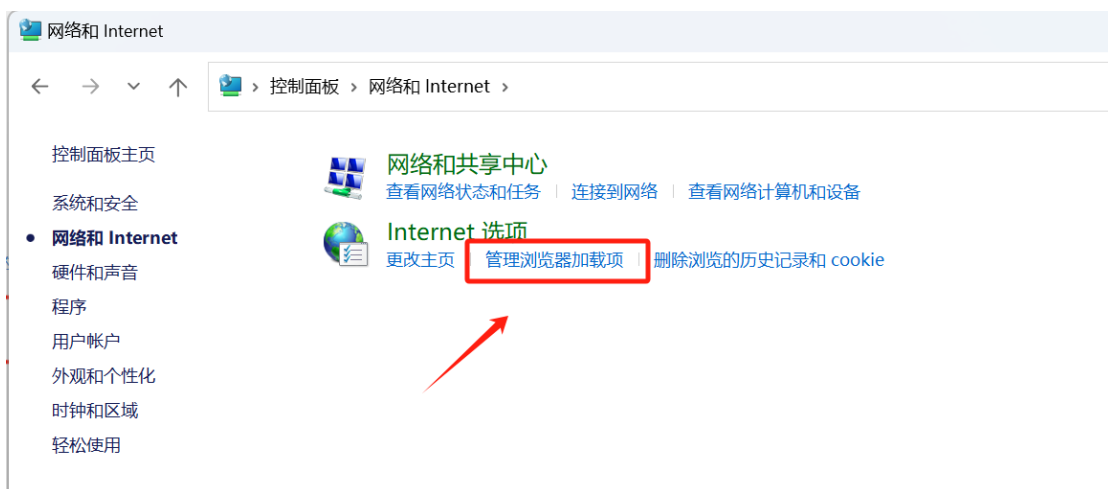 网络和 Internet
控制面板 › 网络和 Internet ›
控制面板主页
系统和安全
网络和 Internet
硬件和声音
程序
用户帐户
外观和个性化
时钟和区域
轻松使用
网络和共享中心
查看网络状态和任务 | 连接到网络 | 查看网络计算机和设备
Internet 选项
更改主页 | 管理浏览器加载项 | 删除浏览的历史记录和 cookie